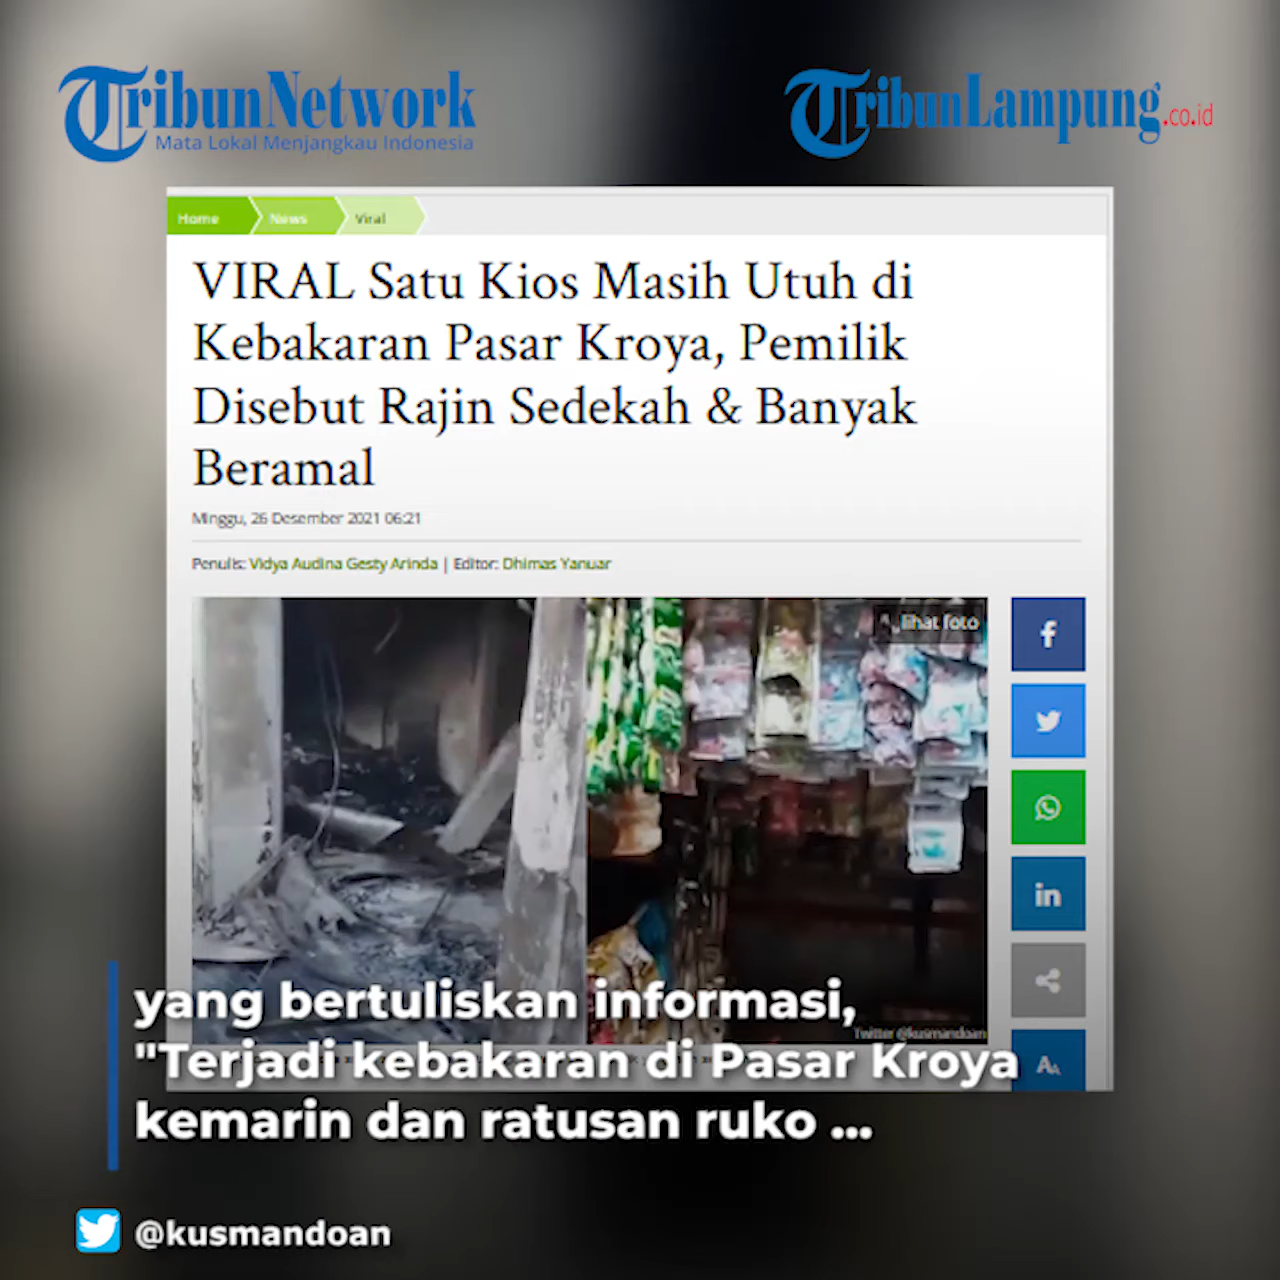 TribunNetwork
Mata Lokal Menjangkau Indonesia
TribunLampung.co.id
Home News Viral
VIRAL Satu Kios Masih Utuh di
Kebakaran Pasar Kroya, Pemilik
Disebut Rajin Sedekah & Banyak
Beramal
Minggu, 26 Desember 2021 06:21
Penulis: Vidya Audina Gesty Arinda | Editor: Dhimas Yanuar
lihat foto
Twitter @kusmandoan
yang bertuliskan informasi,
"Terjadi kebakaran di Pasar Kroya
kemarin dan ratusan ruko ...
@kusmandoan